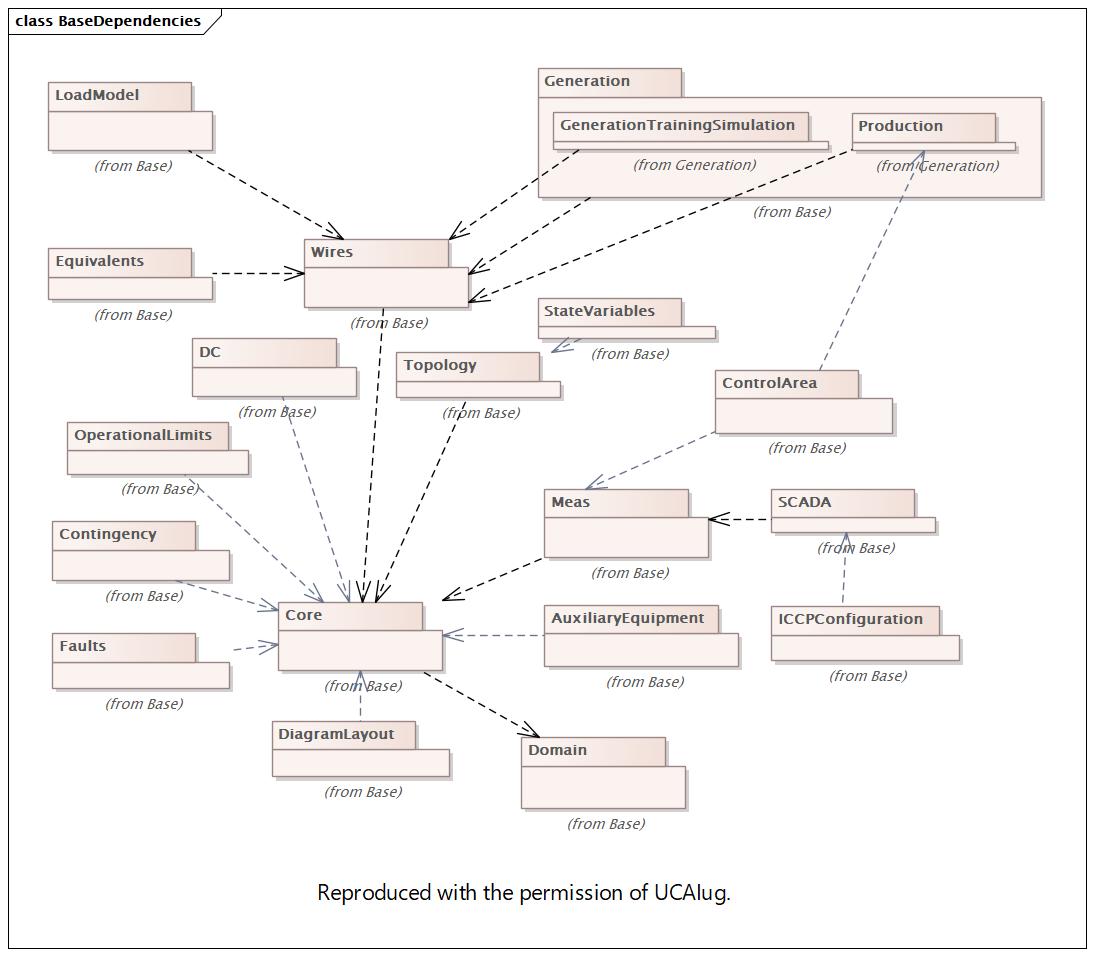 class BaseDependencies
Generation
LoadModel
(from Base)
GenerationTrainingSimulation
(from Generation)
Production
(from Generation)
(from Base)
Equivalents
(from Base)
Wires
(from Base)
StateVariables
(from Base)
DC
(from Base)
Topology
(from Base)
ControlArea
(from Base)
OperationalLimits
(from Base)
Meas
(from Base)
SCADA
(from Base)
Contingency
(from Base)
Core
(from Base)
AuxiliaryEquipment
(from Base)
ICCPConfiguration
(from Base)
Faults
(from Base)
DiagramLayout
(from Base)
Domain
(from Base)
Reproduced with the permission of UCAIug.